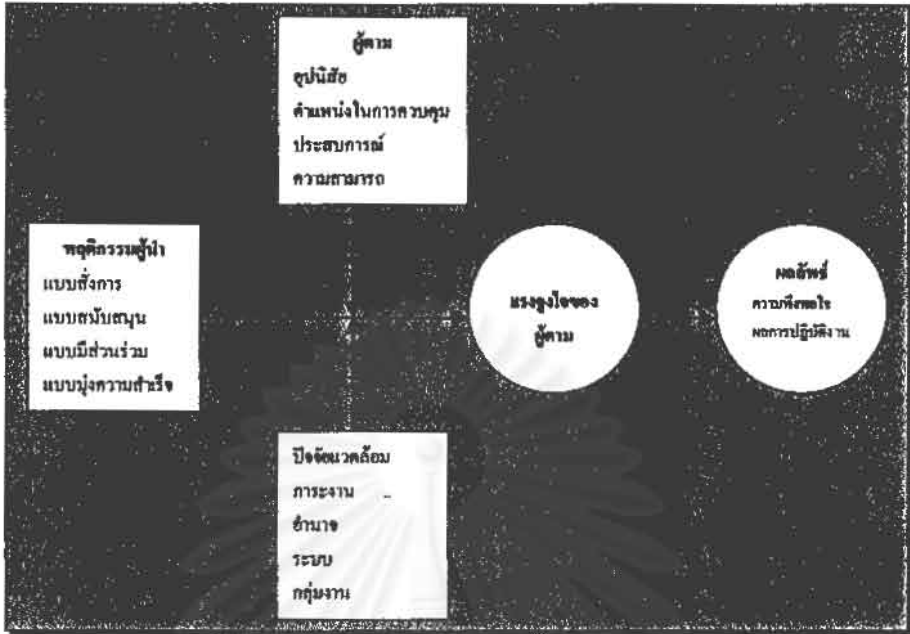 ผู้ตาม
อุปนิสัย
ตำแหน่งในการควบคุม
ประสบการณ์
ความสามารถ
พฤติกรรมผู้นำ
แบบสั่งการ
แบบสนับสนุน
แบบมีส่วนร่วม
แบบมุ่งความสำเร็จ
แรงจูงใจของ
ผู้ตาม
ผลลัพธ์
ความพึงพอใจ
ผลการปฏิบัติงาน
ปัจจัยแวดล้อม
ภาระงาน
อำนาจ
ระบบ
กลุ่มงาน